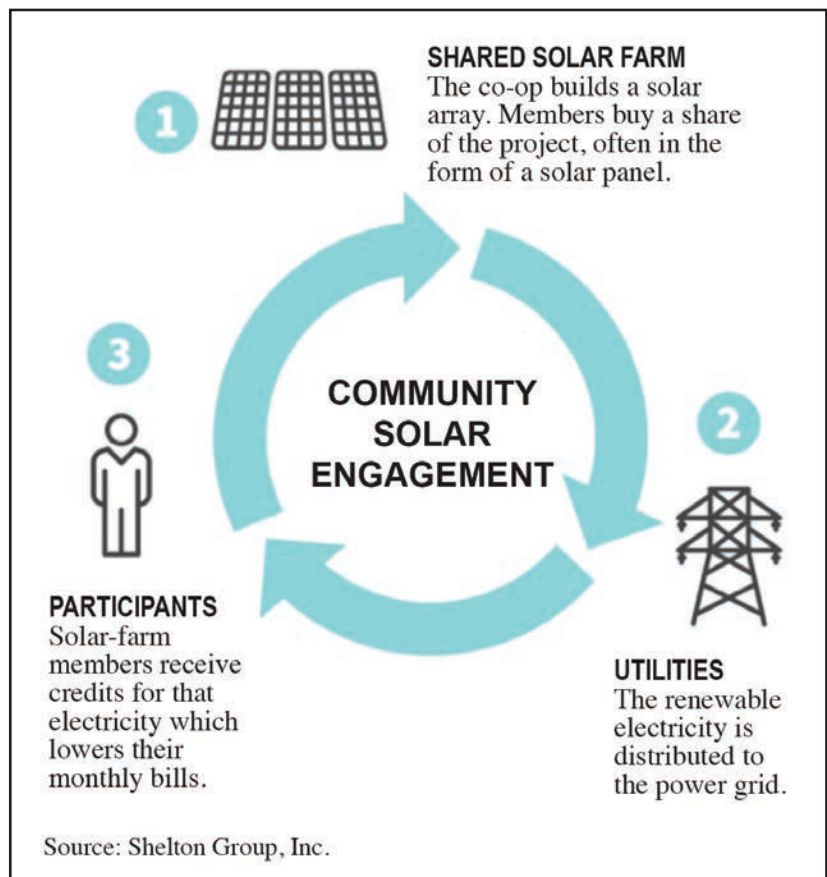 1
SHARED SOLAR FARM
The co-op builds a solar
array. Members buy a share
of the project, often in the
form of a solar panel.
COMMUNITY
SOLAR
ENGAGEMENT
2
UTILITIES
The renewable
electricity is
distributed to
the power grid.
3
PARTICIPANTS
Solar-farm
members receive
credits for that
electricity which
lowers their
monthly bills.
Source: Shelton Group, Inc.